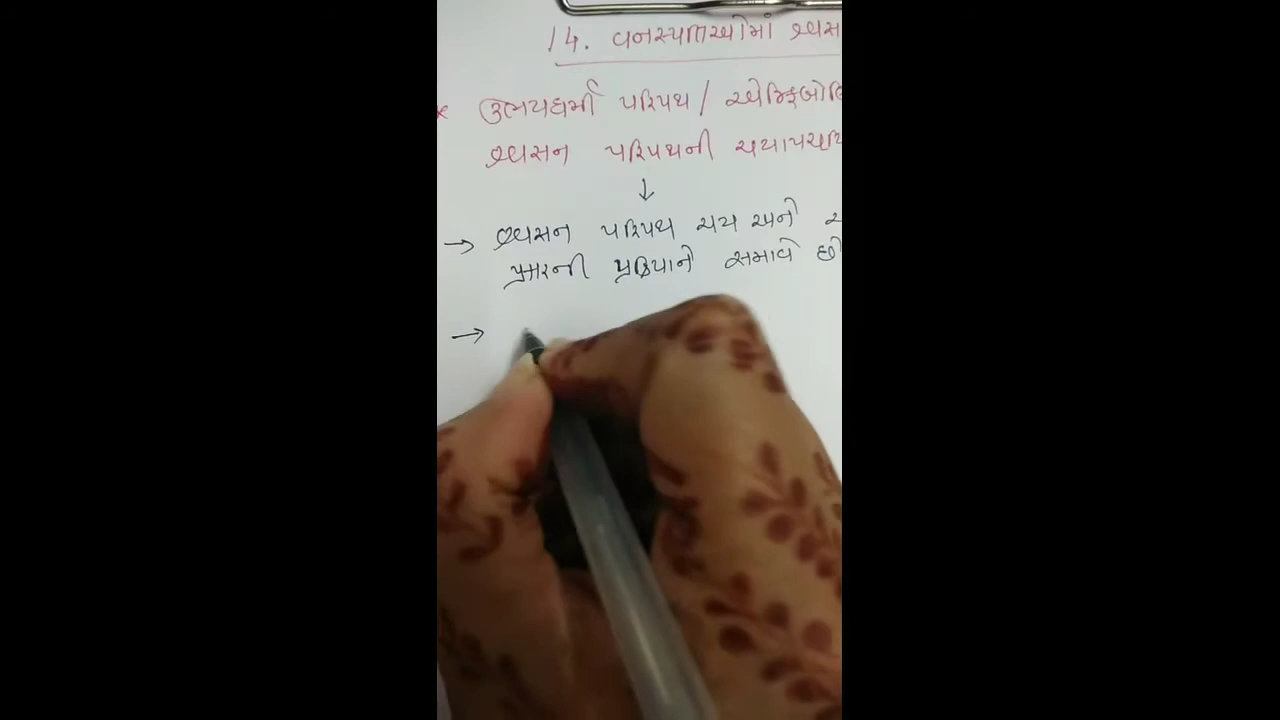 14. વનસ્પતિઓમાં શ્વસ
* ઉભયધર્મી પરિપથ / એમ્ફિબોલિ
શ્વસન પરિપથની ચયાપચયિ
↓
→ શ્વસન પરિપથ ચય અને
પ્રકારની પ્રક્રિયાને સમાવે છે
→